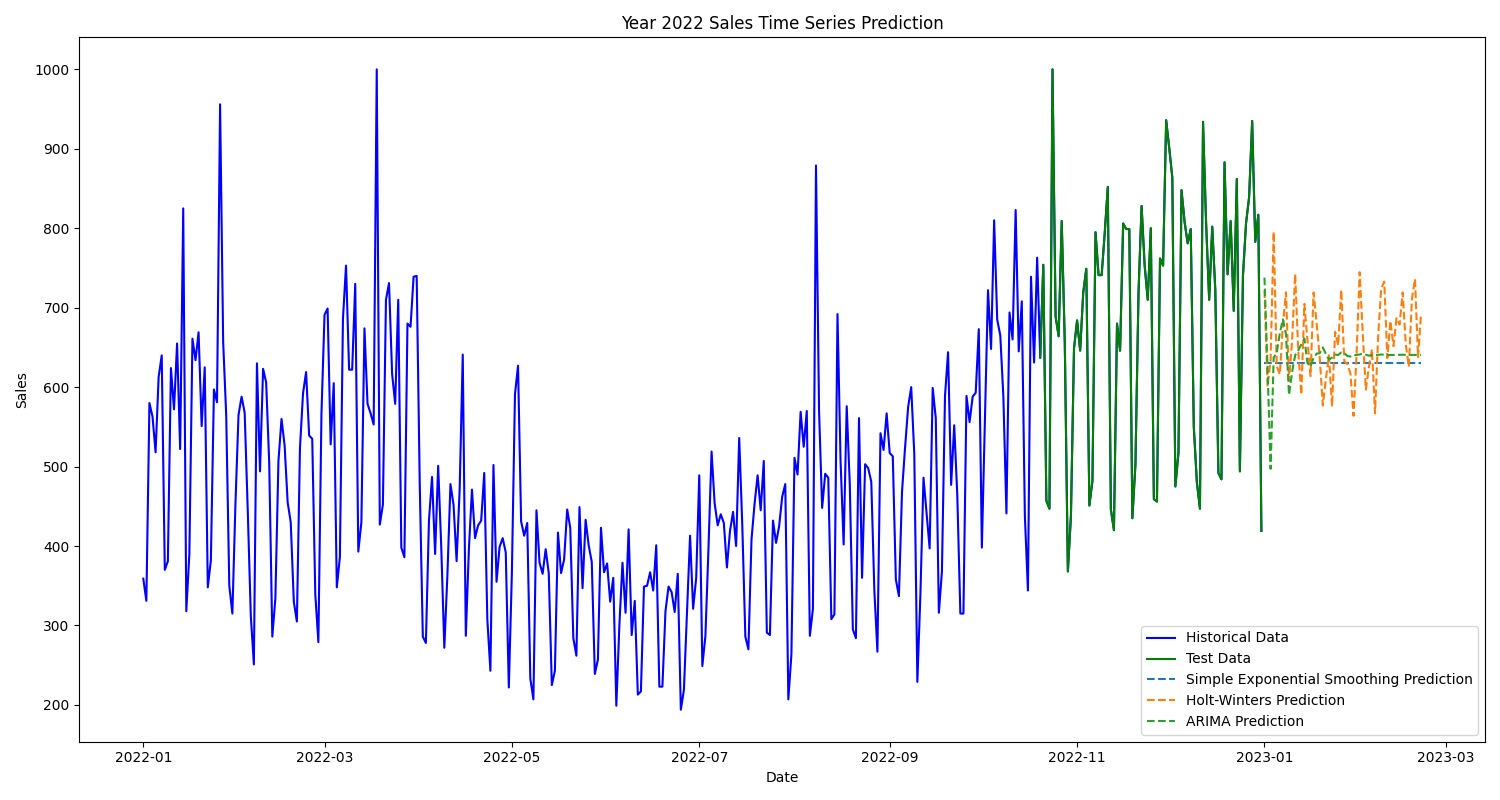 Year 2022 Sales Time Series Prediction
Sales
1000
900
800
700
600
500
400
300
200
2022-01
2022-03
2022-05
2022-07
2022-09
2022-11
2023-01
2023-03
Date
Historical Data
Test Data
Simple Exponential Smoothing Prediction
Holt-Winters Prediction
ARIMA Prediction